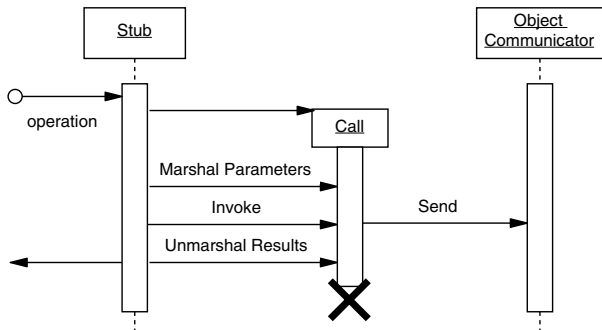 Stub
Object
Communicator
operation
Call
Marshal Parameters
Invoke
Send
Unmarshal Results